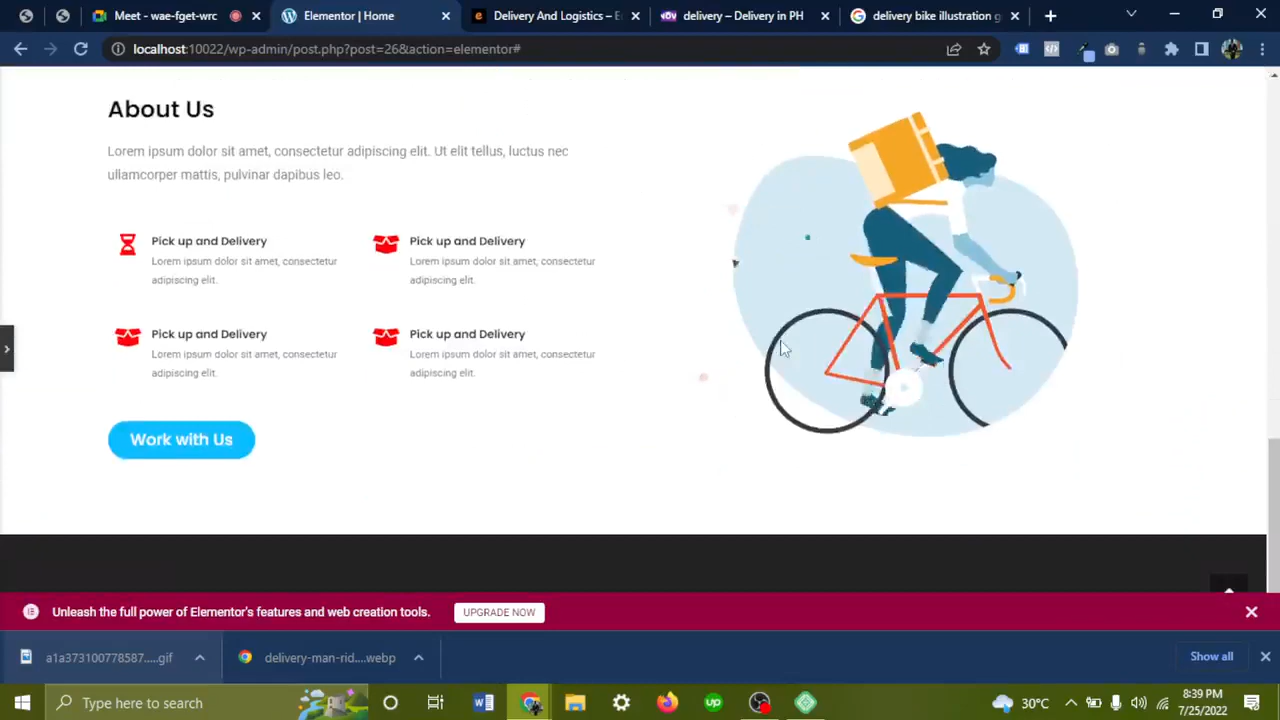 Meet - wae-fget-wrc
Elementor | Home
Delivery And Logistics – E
delivery – Delivery in PH
delivery bike illustration g
localhost:10022/wp-admin/post.php?post=26&action=elementor#
About Us
Lorem ipsum dolor sit amet, consectetur adipiscing elit. Ut elit tellus, luctus nec
ullamcorper mattis, pulvinar dapibus leo.
Pick up and Delivery
Lorem ipsum dolor sit amet, consectetur
adipiscing elit.
Pick up and Delivery
Lorem ipsum dolor sit amet, consectetur
adipiscing elit.
Pick up and Delivery
Lorem ipsum dolor sit amet, consectetur
adipiscing elit.
Pick up and Delivery
Lorem ipsum dolor sit amet, consectetur
adipiscing elit.
Work with Us
Unleash the full power of Elementor's features and web creation tools.
UPGRADE NOW
a1a373100778587.....gif
delivery-man-rid....webp
Show all
Type here to search
30°C
8:39 PM
7/25/2022